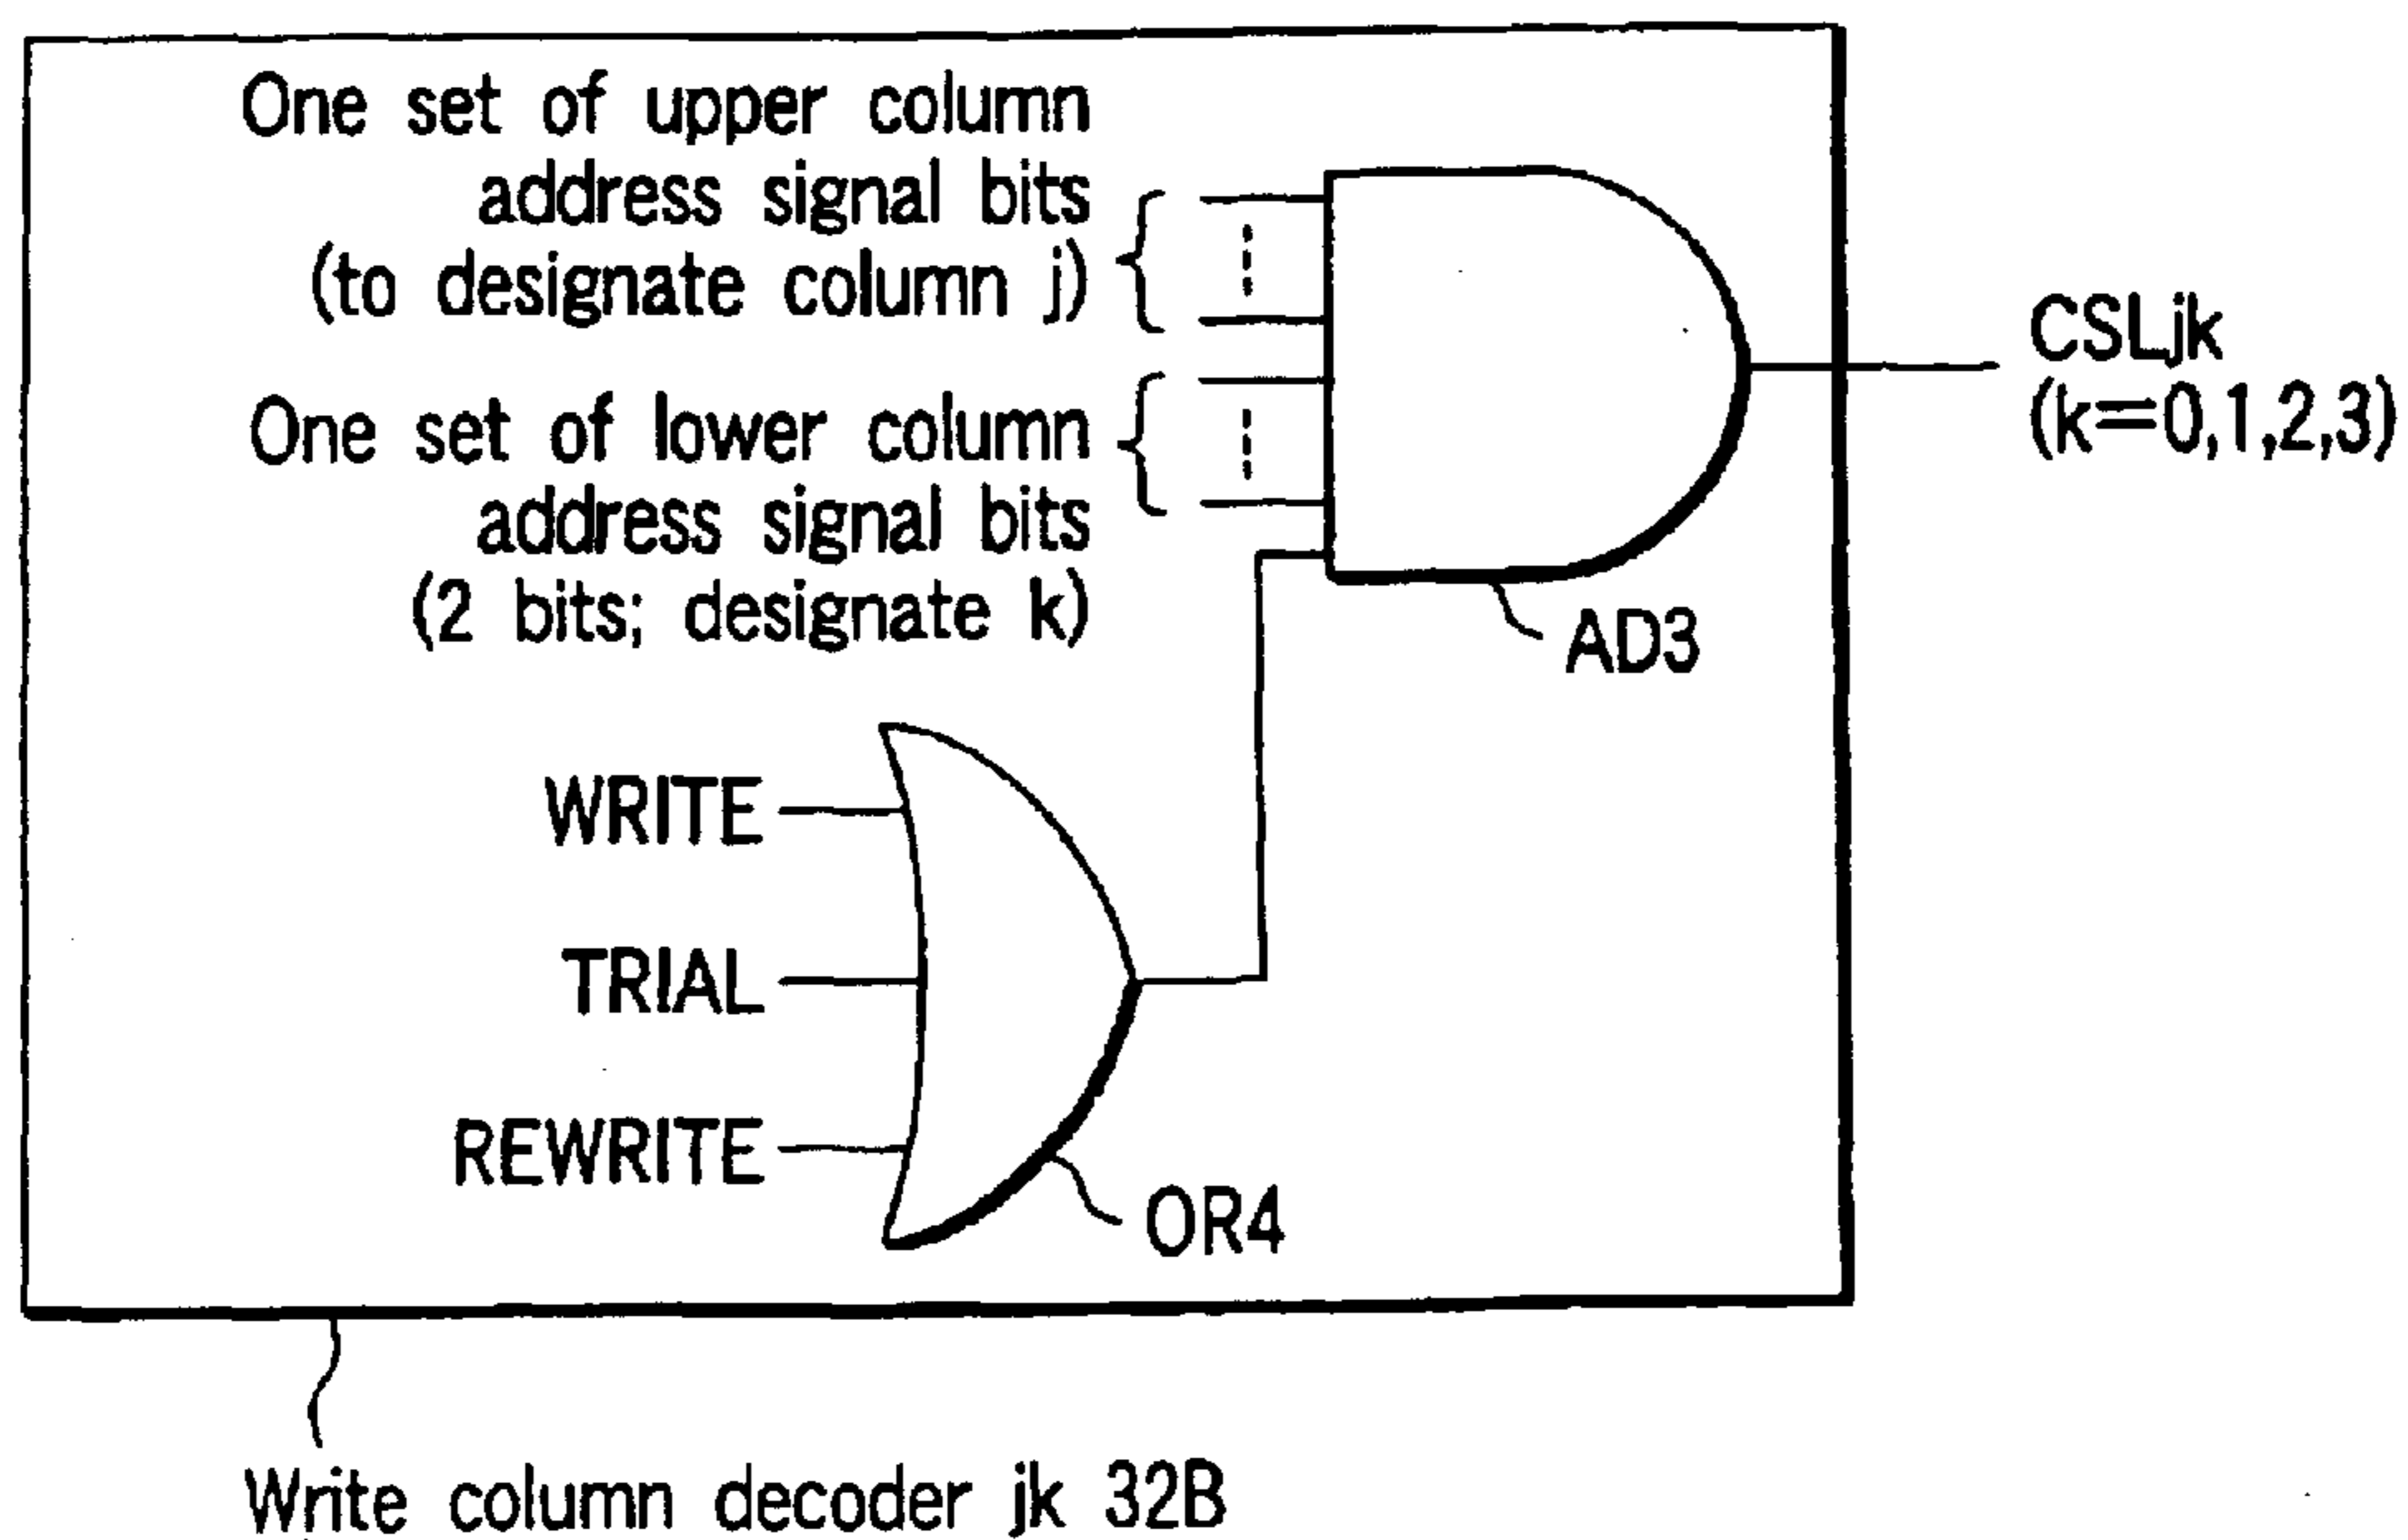 One set of upper column
address signal bits
(to designate column j)
One set of lower column
address signal bits
(2 bits; designate k)
CSLjk
(k=0,1,2,3)
AD3
WRITE
TRIAL
REWRITE
OR4
Write column decoder jk 32B